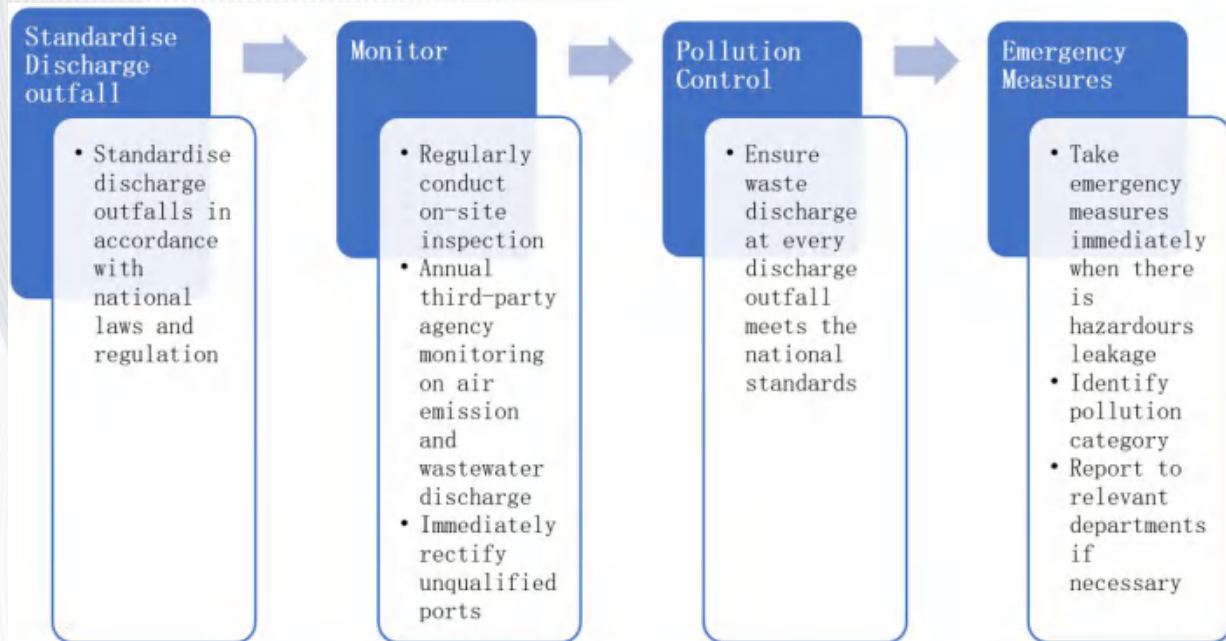 Standardise
Discharge
outfall
• Standardise
discharge
outfalls in
accordance
with
national
laws and
regulation
Monitor
• Regularly
conduct
on-site
inspection
• Annual
third-party
agency
monitoring
on air
emission
and
wastewater
discharge
• Immediately
rectify
unqualified
ports
Pollution
Control
• Ensure
waste
discharge
at every
discharge
outfall
meets the
national
standards
Emergency
Measures
• Take
emergency
measures
immediately
when there
is
hazardours
leakage
• Identify
pollution
category
• Report to
relevant
departments
if
necessary